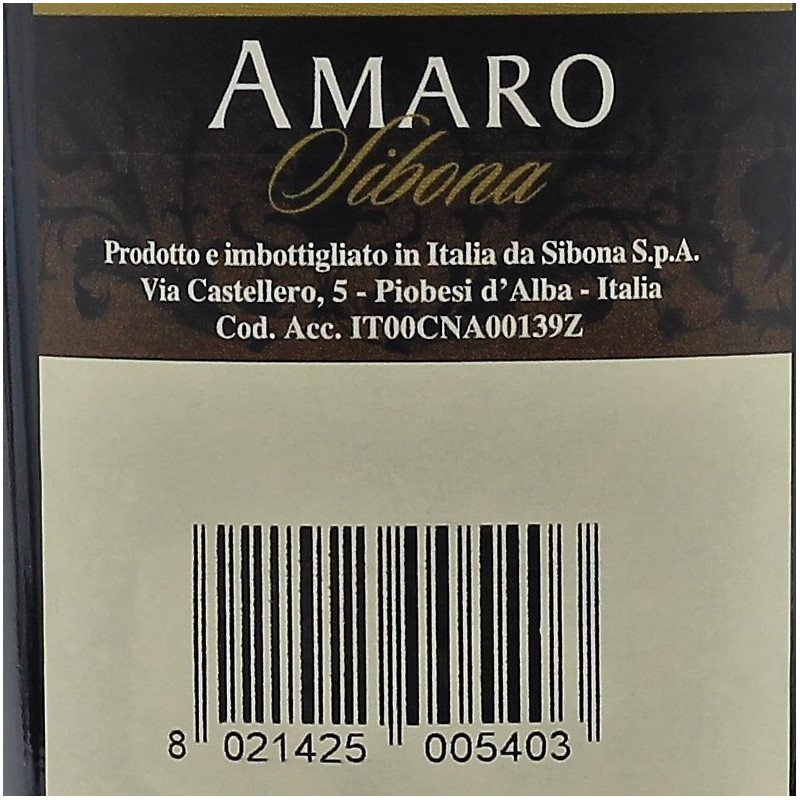 AMARO
Sibona
Prodotto e imbottigliato in Italia da Sibona S.p.A.
Via Castellero, 5 - Piobesi d'Alba - Italia
Cod. Acc. IT00CNA00139Z
8 021425 005403